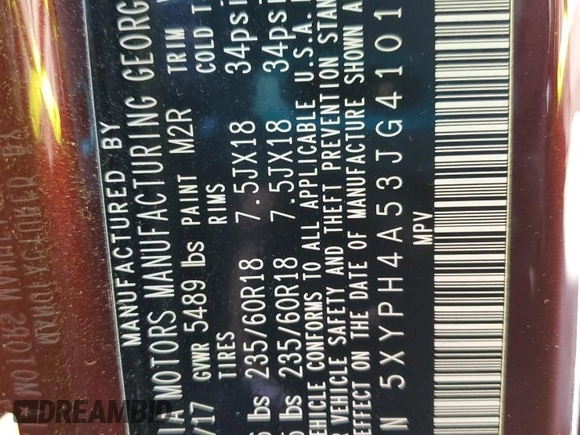 MANUFACTURED BY
MOTORS MANUFACTURING GEORG
/17 GVWR 5489 lbs PAINT M2R TRIM
TIRES RIMS COLD T
lbs 235/60R18 7.5JX18 34psi
lbs 235/60R18 7.5JX18 34psi
VEHICLE CONFORMS TO ALL APPLICABLE U.S.A.
VEHICLE SAFETY AND THEFT PREVENTION STAN
EFFECT ON THE DATE OF MANUFACTURE SHOWN A
N 5XYPH4A53JG4101
MPV
DREAMBID